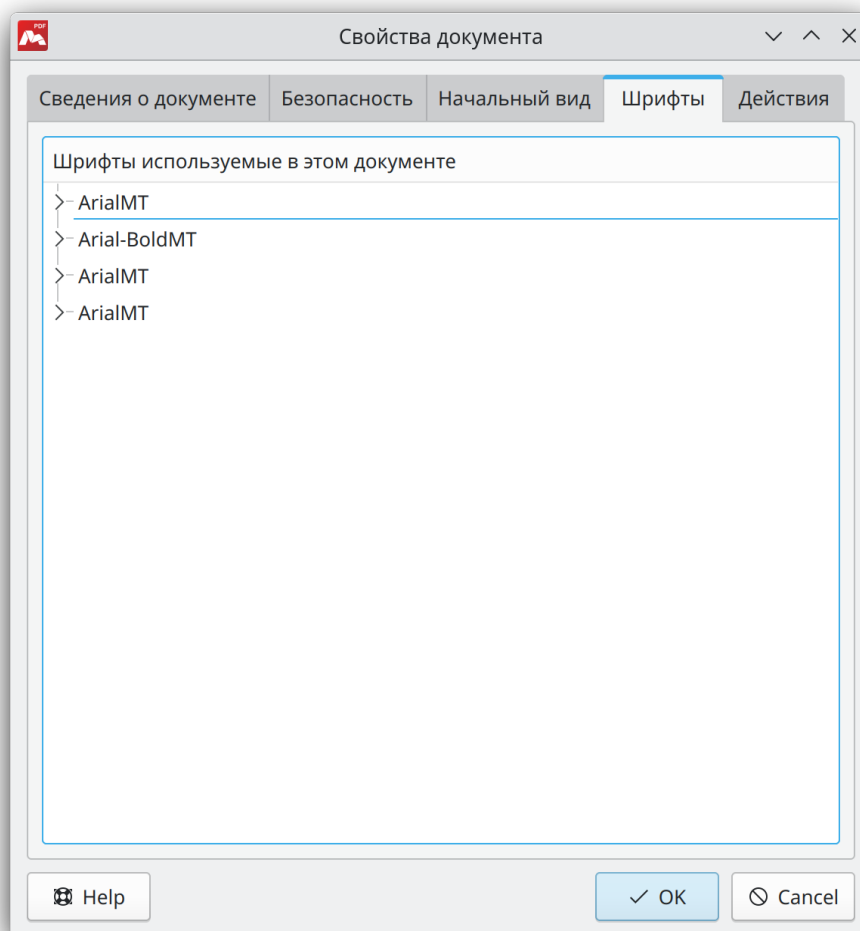 PDF
Свойства документа
Сведения о документе Безопасность Начальный вид Шрифты Действия
Шрифты используемые в этом документе
ArialMT
Arial-BoldMT
ArialMT
ArialMT
Help OK Cancel